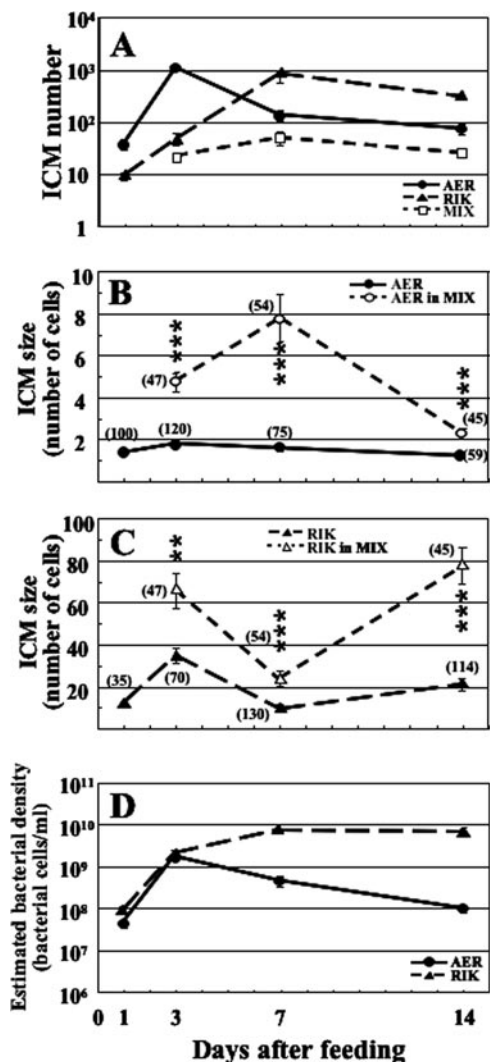 A
ICM number
10⁴
10³
10²
10
1
AER
RIK
MIX
B
ICM size
(number of cells)
10
8
6
4
2
AER
AER in MIX
(100)
(120)
(75)
(59)
(47)
(54)
(45)
***
***
***
C
ICM size
(number of cells)
100
80
60
40
20
RIK
RIK in MIX
(35)
(70)
(130)
(114)
(47)
(54)
(45)
**
***
***
D
Estimated bacterial density
(bacterial cells/ml)
10¹¹
10¹⁰
10⁹
10⁸
10⁷
10⁶
AER
RIK
0 1 3 7 14
Days after feeding